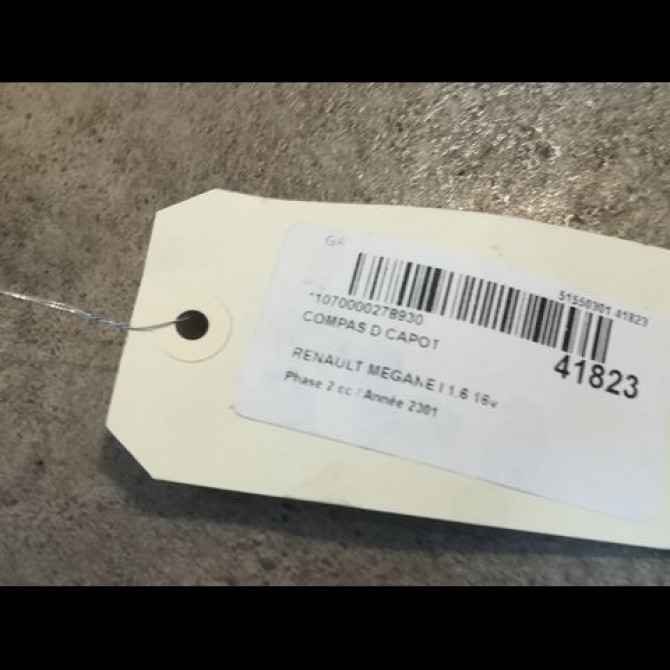 GA
51550301 41823
*1070000278930
COMPAS D CAPOT
41823
RENAULT MEGANE I 1.6 16v
Phase 2 cc / Année 2001